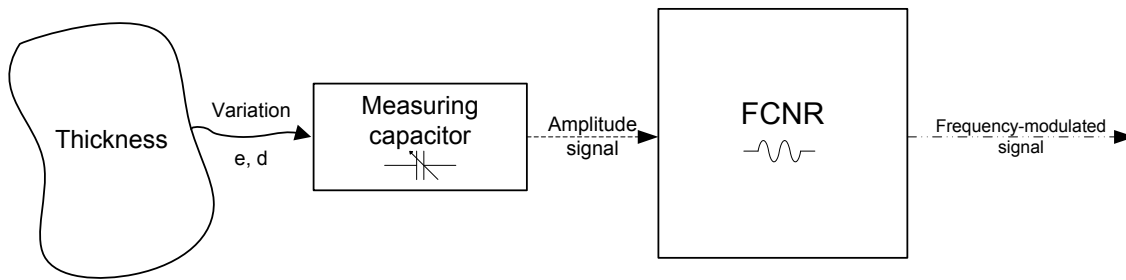 Thickness
Variation
e, d
Measuring
capacitor
Amplitude
signal
FCNR
Frequency-modulated
signal